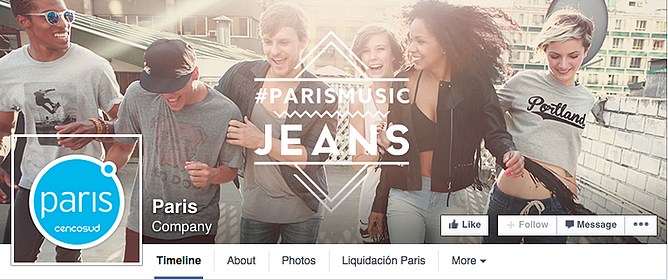 #PARISMUSIC
JEANS
Portland
paris
cencosud
Paris
Company
Like
Follow
Message
Timeline
About
Photos
Liquidación Paris
More